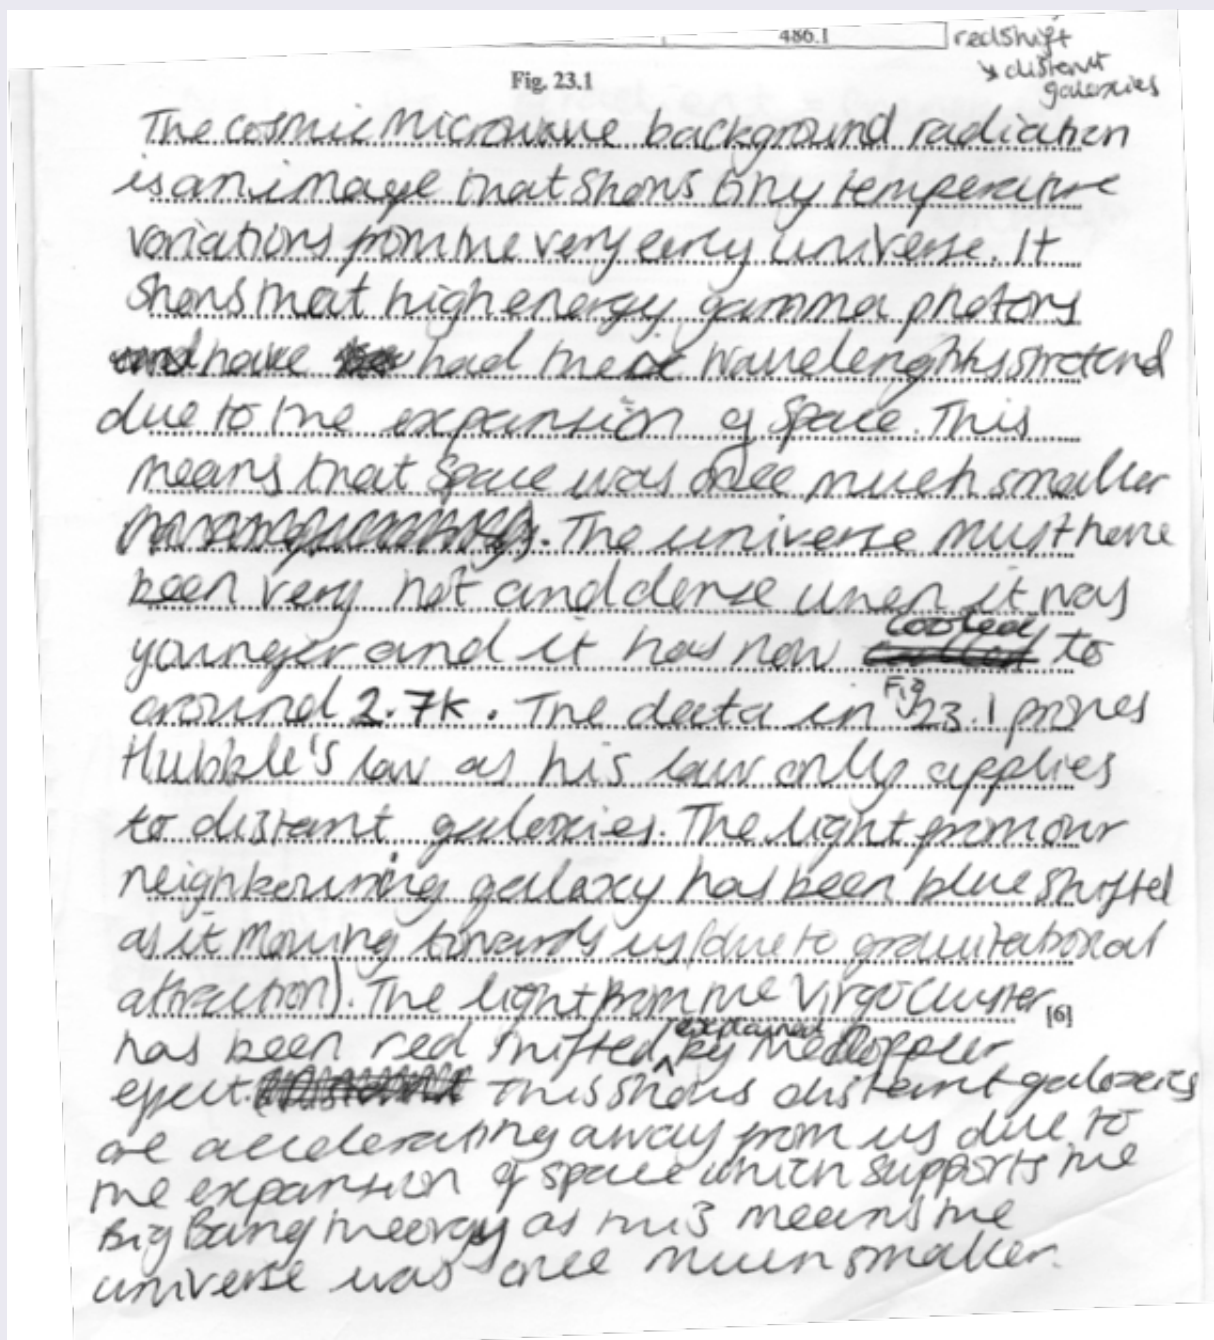 486.1
redshift
↘ distant
galaxies
Fig. 23.1
The cosmic microwave background radiation
is an image that shows tiny temperature
variations from the very early universe. It
shows that high energy gamma photons
have had the wavelenghts stretchd
due to the expansion of space. This
means that space was once much smaller
. The universe must have
been very hot and dense when it was
younger and it has now cooled to
around 2.7K. The data in Fig 23.1 proves
Hubble's law as his law only applies
to distant galaxies. The light from our
neighbouring galaxy has been blue shifted
as it moving towards us (due to gravitational
attraction). The light from the Virgo Cluster
[6]
has been red shifted, explained by the Doppler
effect. This shows distant galaxies
are accelerating away from us due to
the expansion of space which supports the
Big Bang theory as this means the
universe was once much smaller.